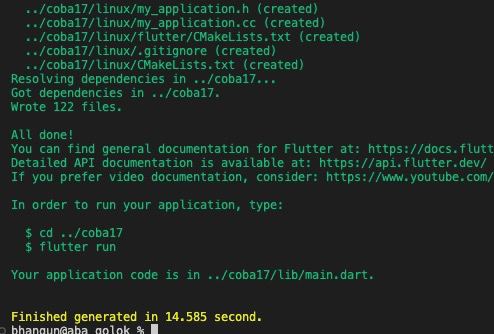 ../coba17/linux/my_application.h (created)
../coba17/linux/my_application.cc (created)
../coba17/linux/flutter/CMakeLists.txt (created)
../coba17/linux/.gitignore (created)
../coba17/linux/CMakeLists.txt (created)
Resolving dependencies in ../coba17...
Got dependencies in ../coba17.
Wrote 122 files.
All done!
You can find general documentation for Flutter at: https://docs.flutt
Detailed API documentation is available at: https://api.flutter.dev/
If you prefer video documentation, consider: https://www.youtube.com/
In order to run your application, type:
$ cd ../coba17
$ flutter run
Your application code is in ../coba17/lib/main.dart.
Finished generated in 14.585 second.
bhangun@aba golok %